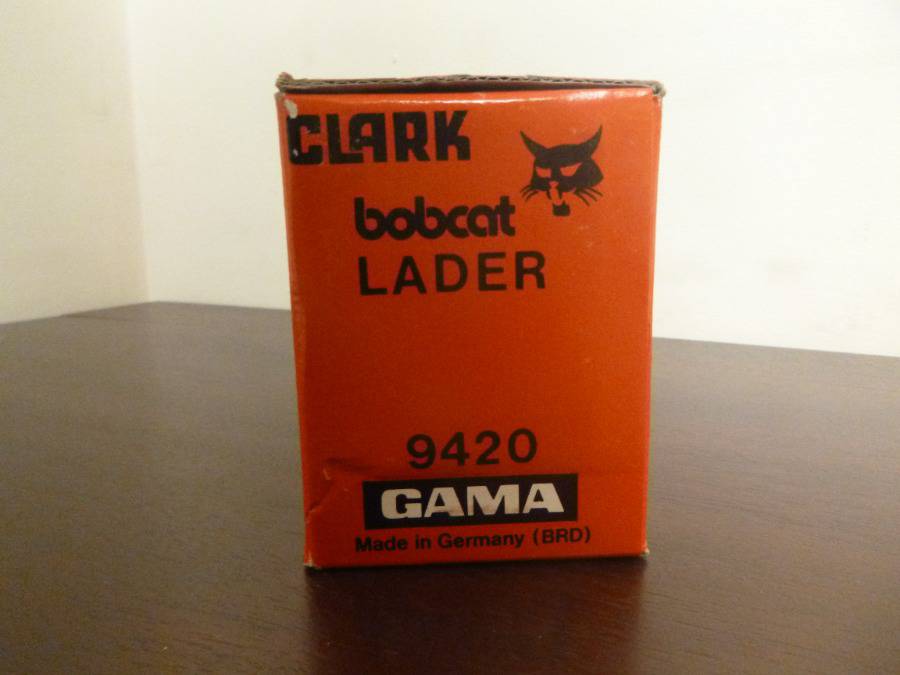 CLARK
bobcat
LADER
9420
GAMA
Made in Germany (BRD)